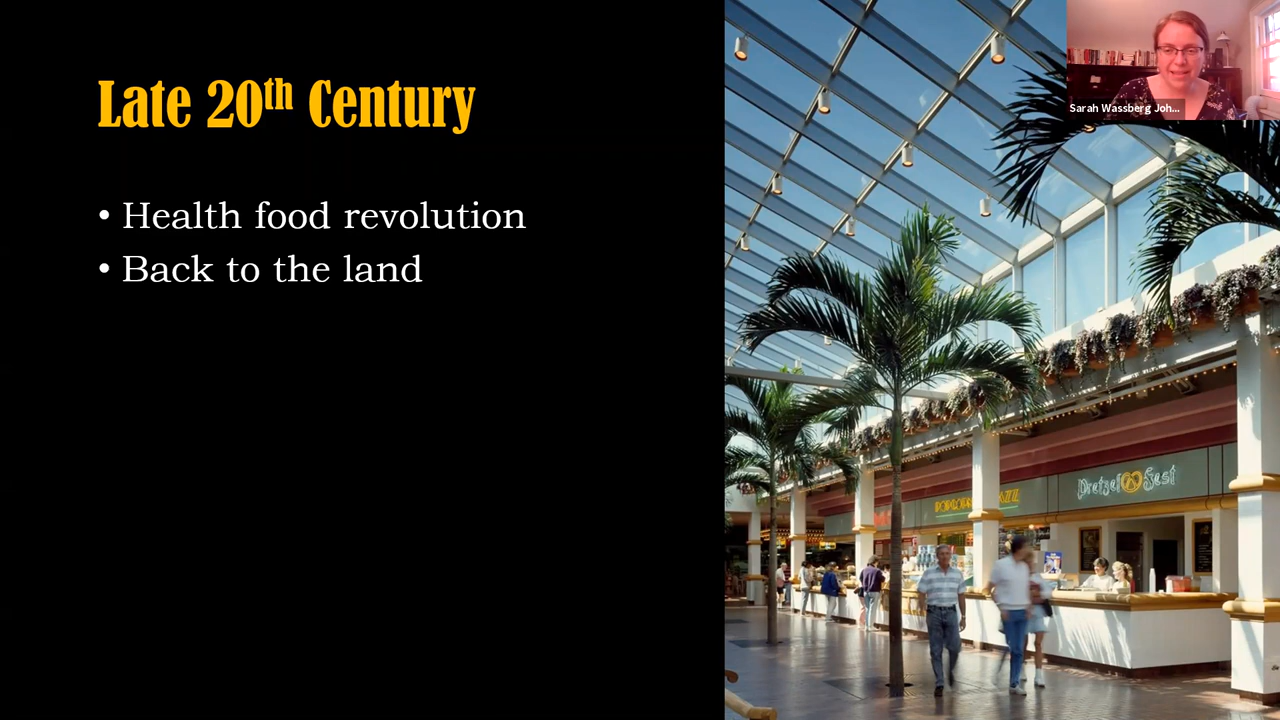 Late 20th Century
• Health food revolution
• Back to the land
Sarah Wassberg Joh...
Pretzel Fest